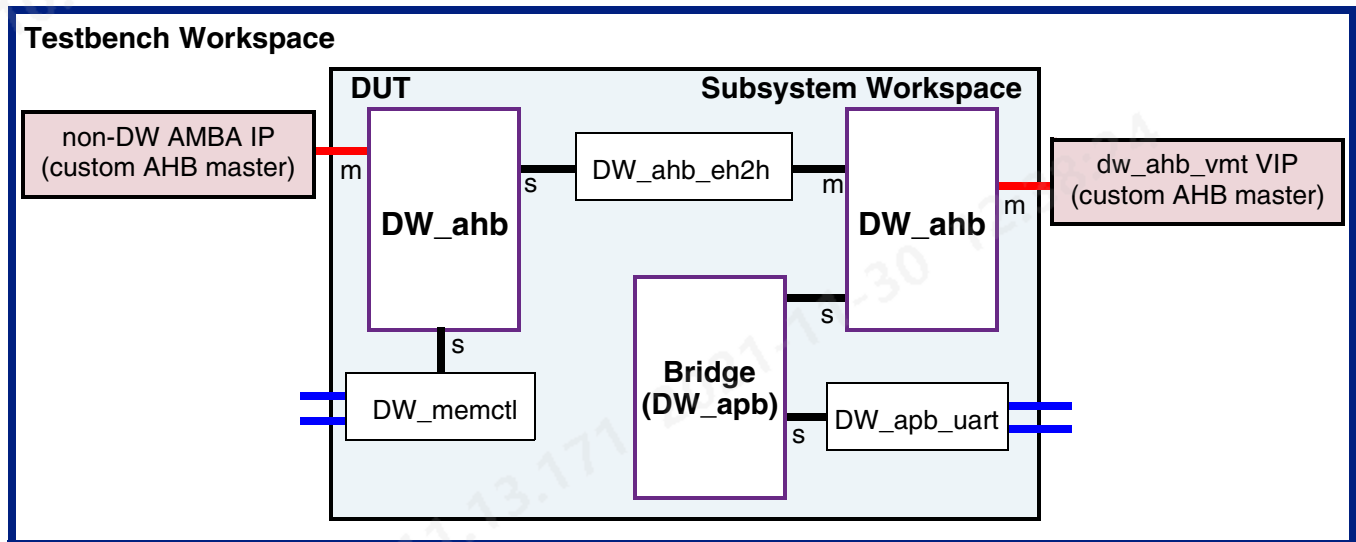 Testbench Workspace
DUT
Subsystem Workspace
non-DW AMBA IP
(custom AHB master)
m
DW_ahb
s
DW_ahb_eh2h
m
DW_ahb
m
dw_ahb_vmt VIP
(custom AHB master)
s
s
Bridge
(DW_apb)
s
DW_memctl
DW_apb_uart